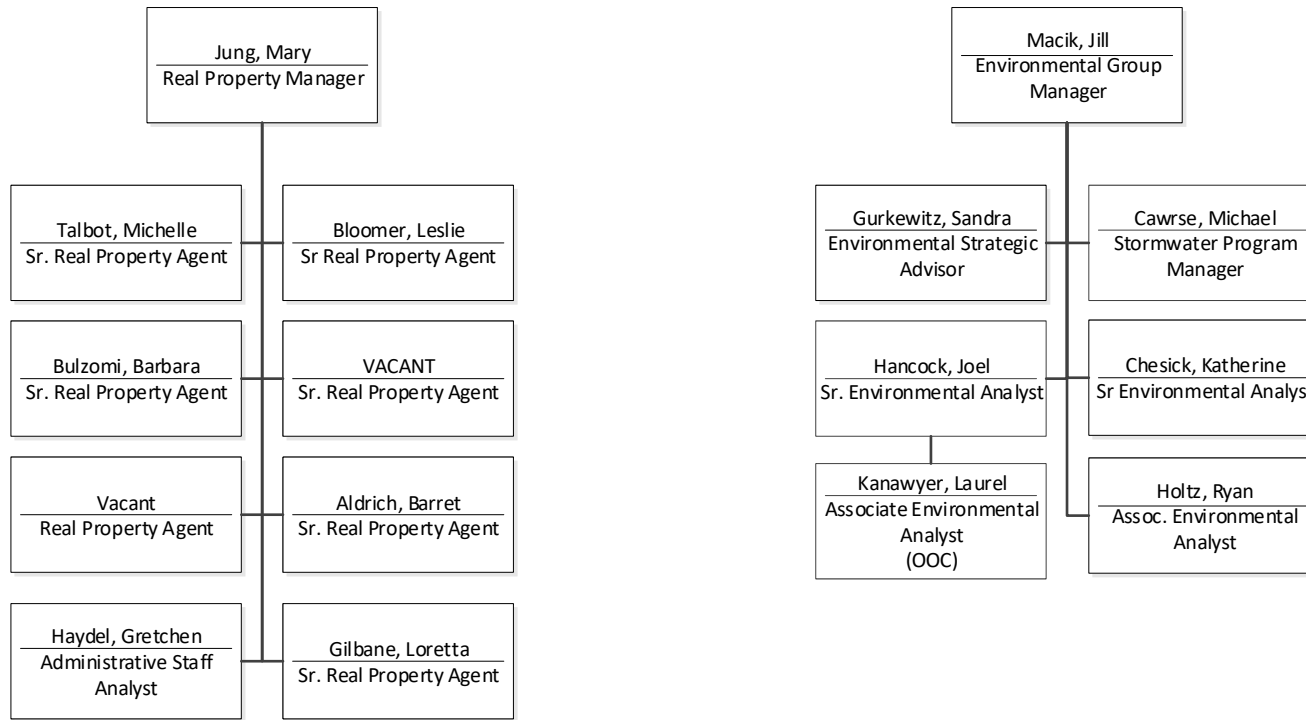 Jung, Mary
Real Property Manager
Talbot, Michelle
Sr. Real Property Agent
Bloomer, Leslie
Sr Real Property Agent
Bulzomi, Barbara
Sr. Real Property Agent
VACANT
Sr. Real Property Agent
Vacant
Real Property Agent
Aldrich, Barret
Sr. Real Property Agent
Haydel, Gretchen
Administrative Staff
Analyst
Gilbane, Loretta
Sr. Real Property Agent
Macik, Jill
Environmental Group
Manager
Gurkewitz, Sandra
Environmental Strategic
Advisor
Cawrse, Michael
Stormwater Program
Manager
Hancock, Joel
Sr. Environmental Analyst
Chesick, Katherine
Sr Environmental Analys
Kanawyer, Laurel
Associate Environmental
Analyst
(OOC)
Holtz, Ryan
Assoc. Environmental
Analyst